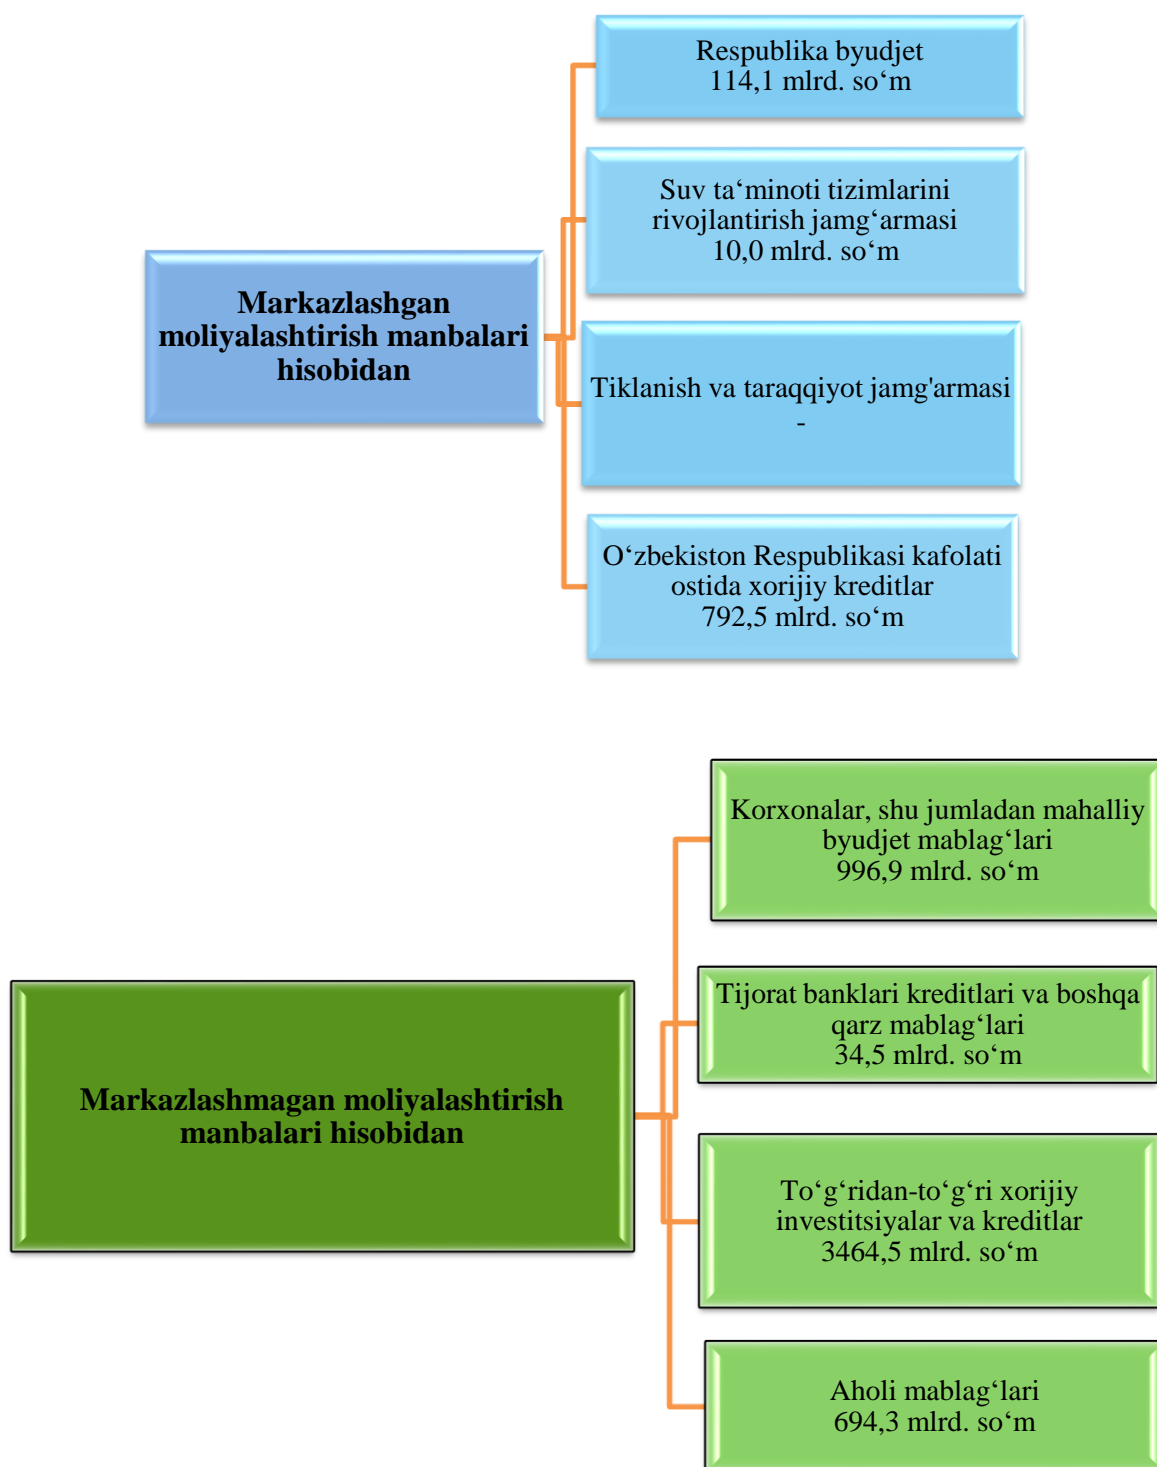 Respublika byudjet
114,1 mlrd. so‘m
Suv ta‘minoti tizimlarini
rivojlantirish jamg‘armasi
10,0 mlrd. so‘m
Markazlashgan
moliyalashtirish manbalari
hisobidan
Tiklanish va taraqqiyot jamg'armasi
-
O‘zbekiston Respublikasi kafolati
ostida xorijiy kreditlar
792,5 mlrd. so‘m
Korxonalar, shu jumladan mahalliy
byudjet mablag‘lari
996,9 mlrd. so‘m
Tijorat banklari kreditlari va boshqa
qarz mablag‘lari
34,5 mlrd. so‘m
Markazlashmagan moliyalashtirish
manbalari hisobidan
To‘g‘ridan-to‘g‘ri xorijiy
investitsiyalar va kreditlar
3464,5 mlrd. so‘m
Aholi mablag‘lari
694,3 mlrd. so‘m